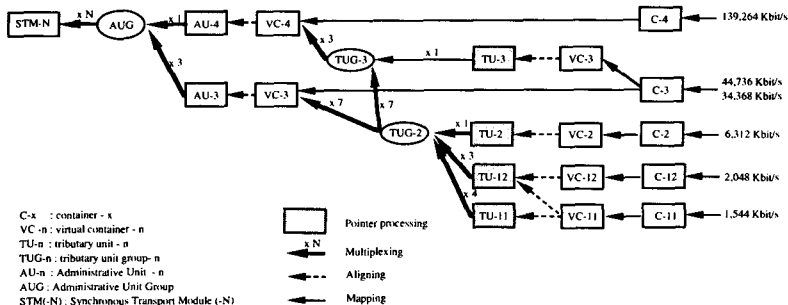 STM-N
x N
AUG
x 1
AU-4
VC-4
C-4
139,264 Kbit/s
x 3
TUG-3
x 1
TU-3
VC-3
x 3
AU-3
VC-3
C-3
44,736 Kbit/s
34,368 Kbit/s
x 7
x 7
TUG-2
x 1
TU-2
VC-2
C-2
6,312 Kbit/s
x 3
TU-12
VC-12
C-12
2,048 Kbit/s
x 4
TU-11
VC-11
C-11
1,544 Kbit/s
C-x : container - x
VC -n : virtual container - n
TU-n : tributary unit - n
TUG-n : tributary unit group- n
AU-n : Administrative Unit - n
AUG : Administrative Unit Group
STM(-N) : Synchronous Transport Module (-N)
Pointer processing
x N
Multiplexing
Aligning
Mapping